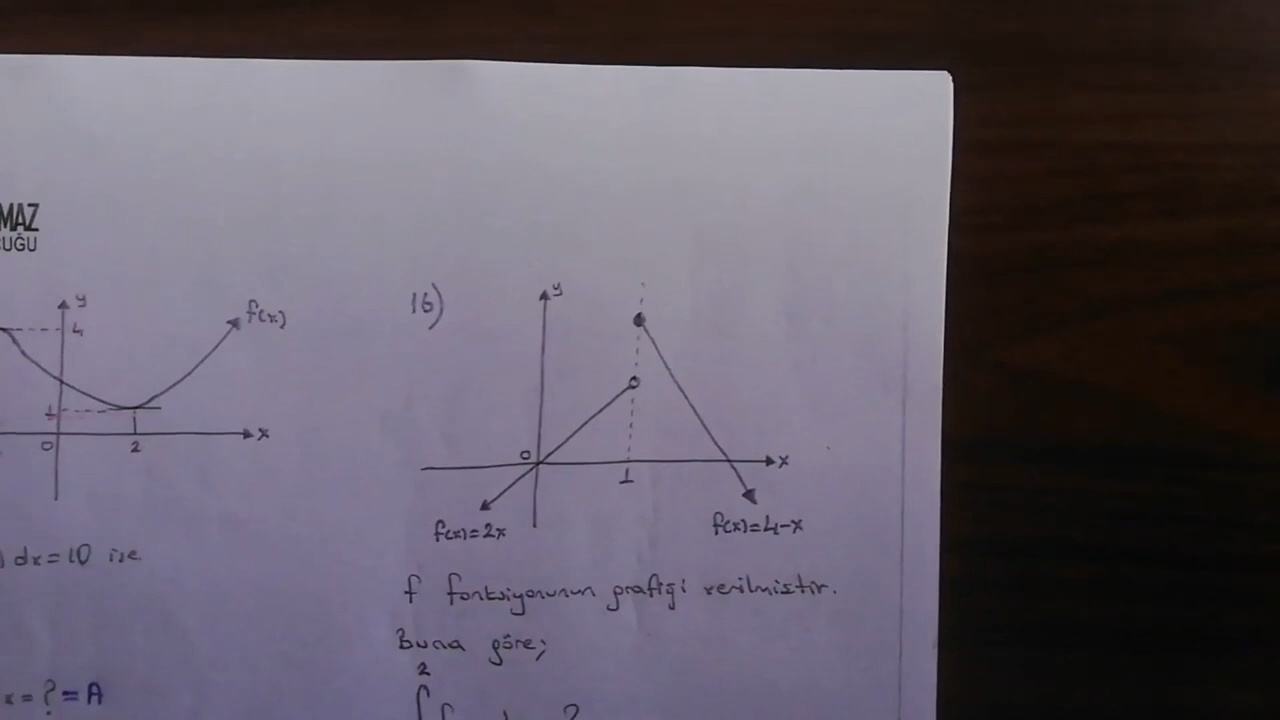 MAZ
UĞU
y
4
f(x)
1
0
2
x
dx=10 ise
x=?=A
16)
y
0
1
x
f(x)=2x
f(x)=4-x
f fonksiyonunun grafiği verilmiştir.
Buna göre;
2
∫
?